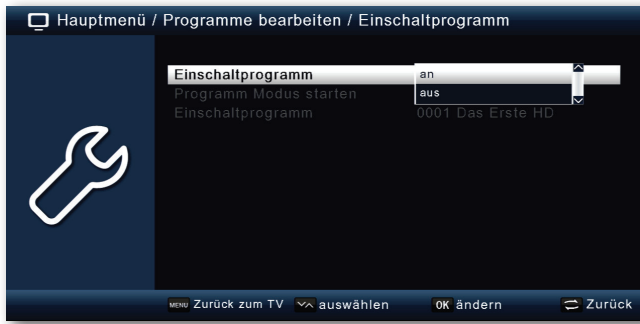 Hauptmenü / Programme bearbeiten / Einschaltprogramm
Einschaltprogramm an
aus
Programm Modus starten
Einschaltprogramm 0001 Das Erste HD
MENU Zurück zum TV auswählen OK ändern Zurück